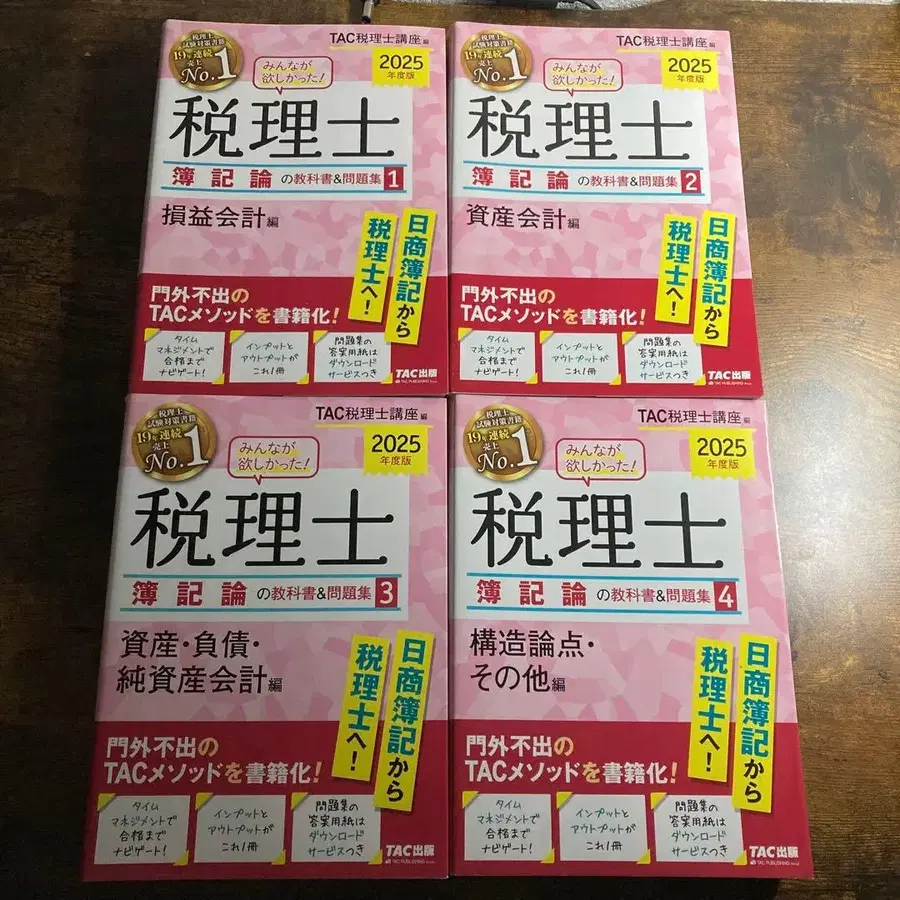 税理士
試験対策書籍
19年連続
売上
No.1
TAC税理士講座 編
みんなが
欲しかった!
2025
年度版
税理士
簿記論 の教科書&問題集 1
損益会計編
日商簿記から
税理士へ!
門外不出の
TACメソッドを書籍化!
タイム
マネジメントで
合格まで
ナビゲート!
インプットと
アウトプットが
これ1冊
問題集の
答案用紙は
ダウンロード
サービスつき
TAC出版
TAC PUBLISHING Group
税理士
試験対策書籍
19年連続
売上
No.1
TAC税理士講座 編
みんなが
欲しかった!
2025
年度版
税理士
簿記論 の教科書&問題集 2
資産会計編
日商簿記から
税理士へ!
門外不出の
TACメソッドを書籍化!
タイム
マネジメントで
合格まで
ナビゲート!
インプットと
アウトプットが
これ1冊
問題集の
答案用紙は
ダウンロード
サービスつき
TAC出版
TAC PUBLISHING Group
税理士
試験対策書籍
19年連続
売上
No.1
TAC税理士講座 編
みんなが
欲しかった!
2025
年度版
税理士
簿記論 の教科書&問題集 3
資産・負債・
純資産会計編
日商簿記から
税理士へ!
門外不出の
TACメソッドを書籍化!
タイム
マネジメントで
合格まで
ナビゲート!
インプットと
アウトプットが
これ1冊
問題集の
答案用紙は
ダウンロード
サービスつき
TAC出版
TAC PUBLISHING Group
税理士
試験対策書籍
19年連続
売上
No.1
TAC税理士講座 編
みんなが
欲しかった!
2025
年度版
税理士
簿記論 の教科書&問題集 4
構造論点・
その他編
日商簿記から
税理士へ!
門外不出の
TACメソッドを書籍化!
タイム
マネジメントで
合格まで
ナビゲート!
インプットと
アウトプットが
これ1冊
問題集の
答案用紙は
ダウンロード
サービスつき
TAC出版
TAC PUBLISHING Group